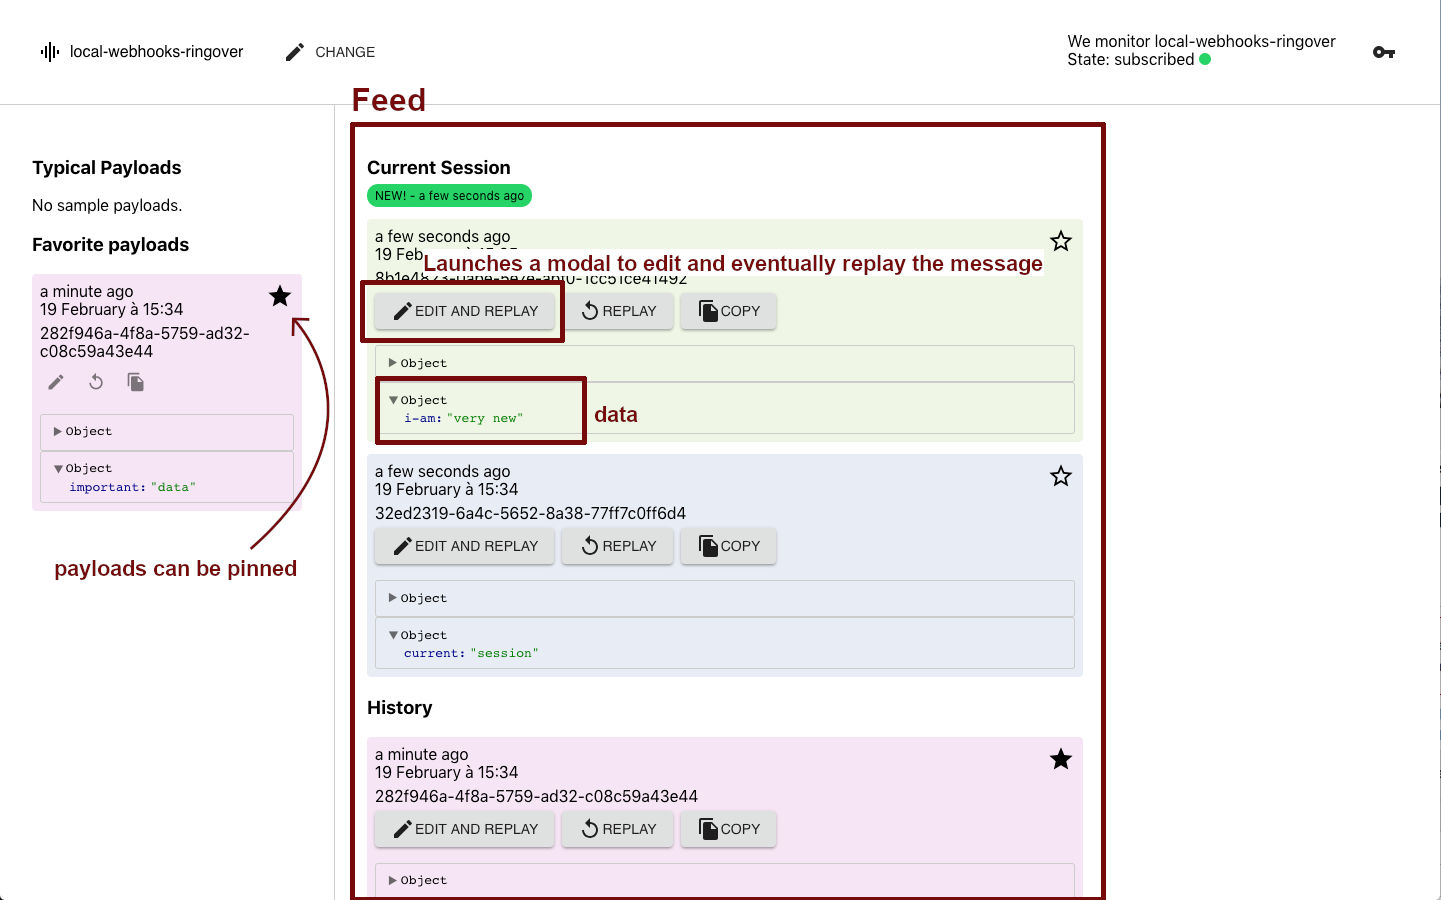 local-webhooks-ringover
CHANGE
We monitor local-webhooks-ringover
State: subscribed
Feed
Typical Payloads
No sample payloads.
Favorite payloads
a minute ago
19 February à 15:34
282f946a-4f8a-5759-ad32-
c08c59a43e44
Object
Object
important: "data"
payloads can be pinned
Current Session
NEW! - a few seconds ago
a few seconds ago
19 Feb
Launches a modal to edit and eventually replay the message
EDIT AND REPLAY
REPLAY
COPY
Object
Object
i-am: "very new"
data
a few seconds ago
19 February à 15:34
32ed2319-6a4c-5652-8a38-77ff7c0ff6d4
EDIT AND REPLAY
REPLAY
COPY
Object
Object
current: "session"
History
a minute ago
19 February à 15:34
282f946a-4f8a-5759-ad32-c08c59a43e44
EDIT AND REPLAY
REPLAY
COPY
Object